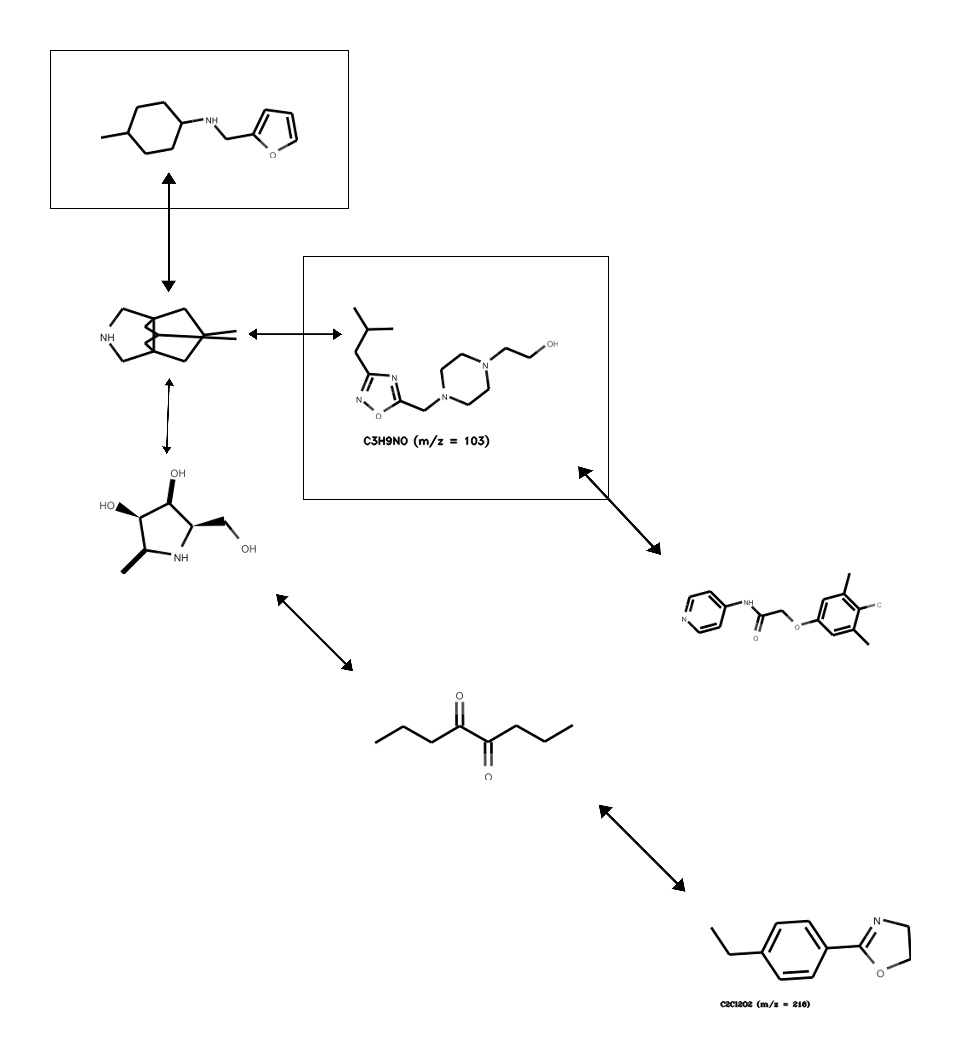 NH
O
NH
OH
N
N
N
N
O
C3H9NO (m/z = 103)
OH
HO
OH
NH
NH
N
O
O
C
O
O
N
O
C2Cl2O2 (m/z = 216)